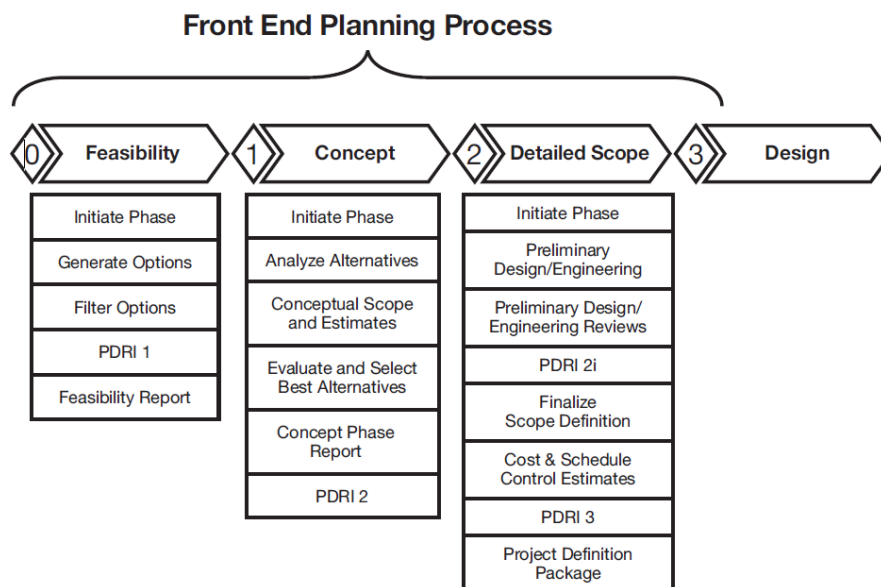 Front End Planning Process
0
Feasibility
1
Concept
2
Detailed Scope
3
Design
Initiate Phase
Generate Options
Filter Options
PDRI 1
Feasibility Report
Initiate Phase
Analyze Alternatives
Conceptual Scope
and Estimates
Evaluate and Select
Best Alternatives
Concept Phase
Report
PDRI 2
Initiate Phase
Preliminary
Design/Engineering
Preliminary Design/
Engineering Reviews
PDRI 2i
Finalize
Scope Definition
Cost & Schedule
Control Estimates
PDRI 3
Project Definition
Package